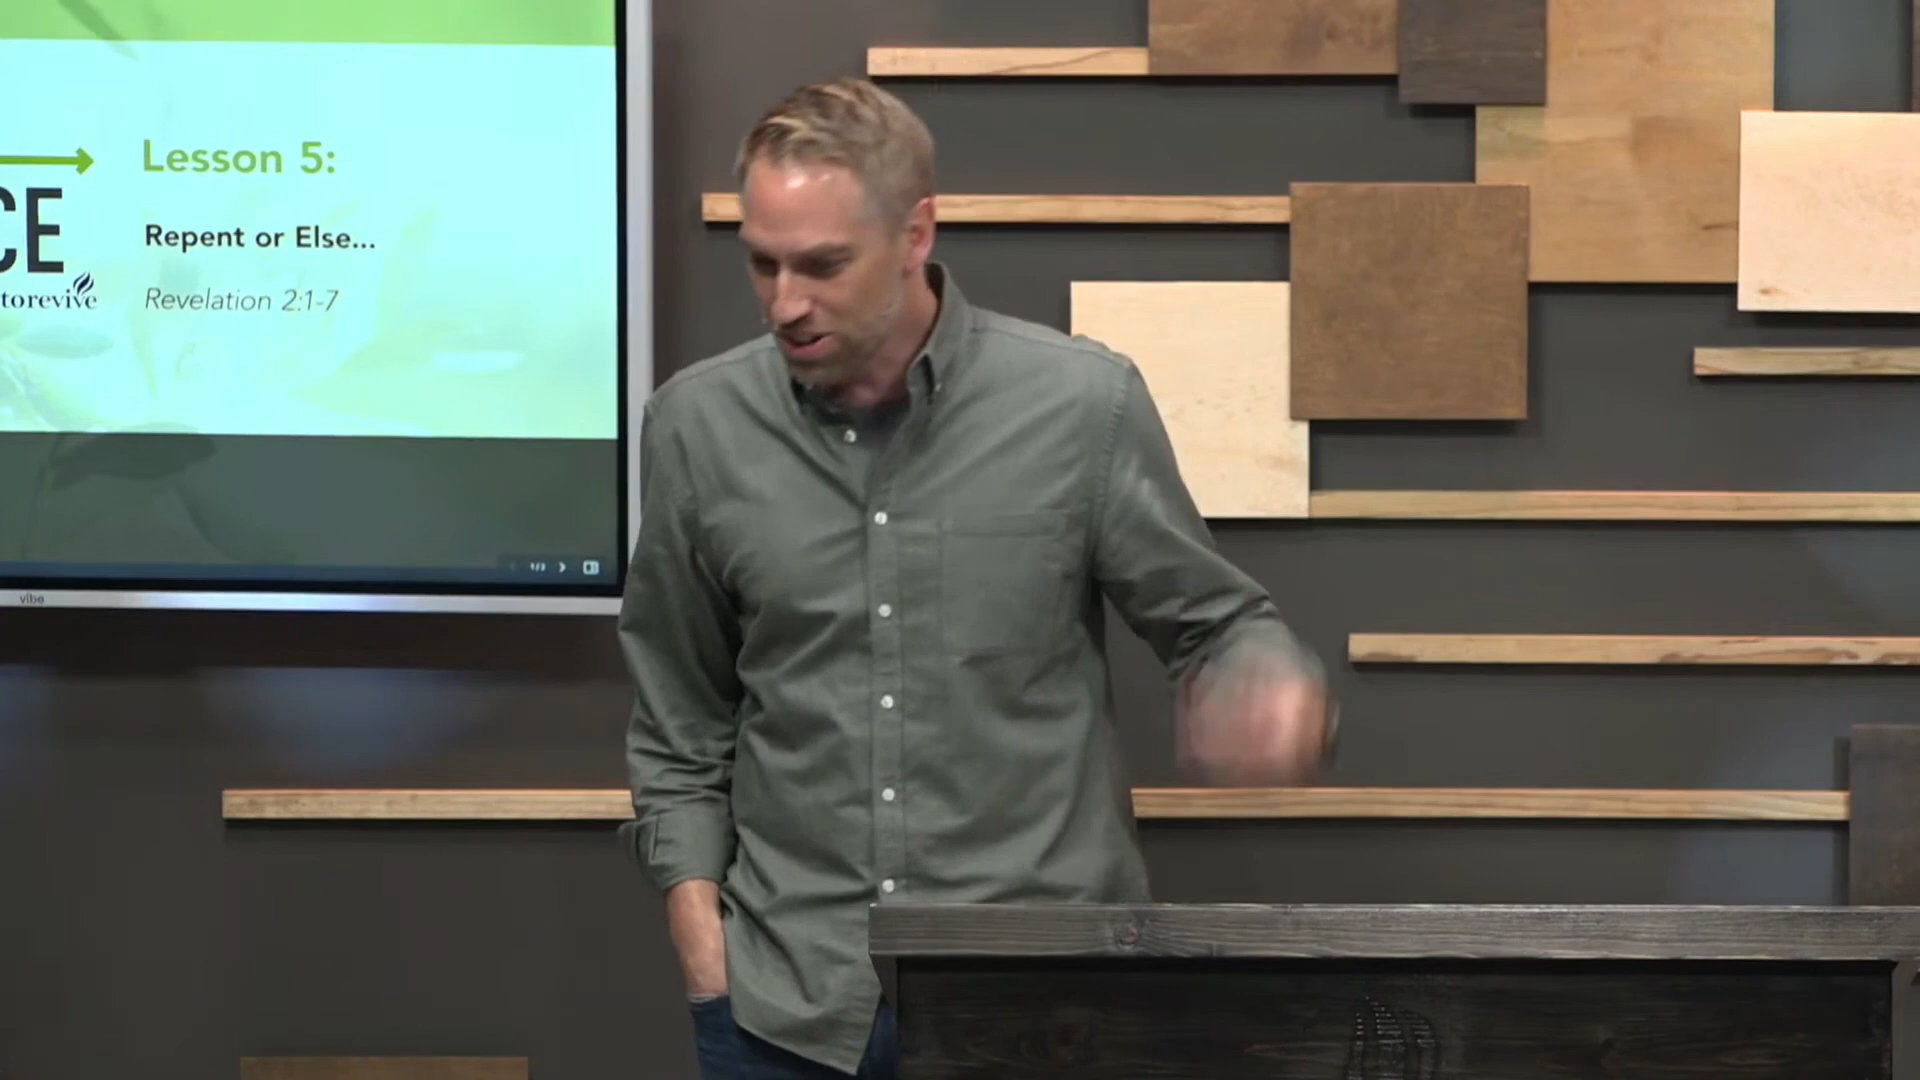 Lesson 5:
CE
Repent or Else...
torevive
Revelation 2:1-7
vibe